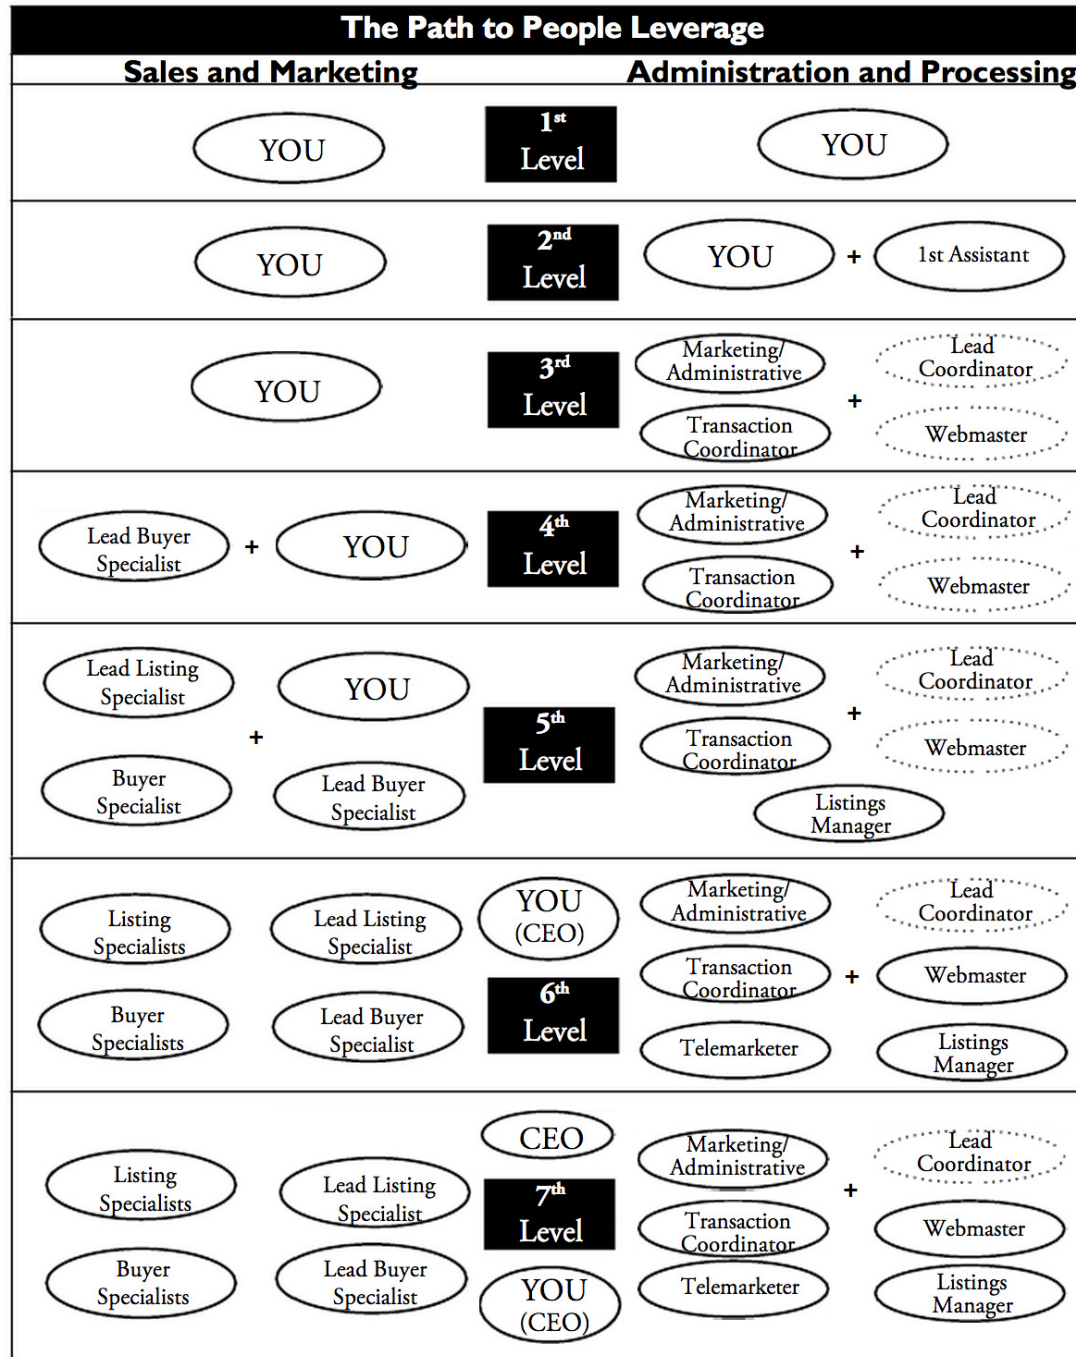 The Path to People Leverage
Sales and Marketing
Administration and Processing
YOU
1st
Level
YOU
YOU
2nd
Level
YOU
+
1st Assistant
YOU
3rd
Level
Marketing/
Administrative
Transaction
Coordinator
+
Lead
Coordinator
Webmaster
Lead Buyer
Specialist
+
YOU
4th
Level
Marketing/
Administrative
Transaction
Coordinator
+
Lead
Coordinator
Webmaster
Lead Listing
Specialist
YOU
+
Buyer
Specialist
Lead Buyer
Specialist
5th
Level
Marketing/
Administrative
Transaction
Coordinator
+
Lead
Coordinator
Webmaster
Listings
Manager
Listing
Specialists
Lead Listing
Specialist
Buyer
Specialists
Lead Buyer
Specialist
YOU
(CEO)
6th
Level
Marketing/
Administrative
Transaction
Coordinator
Telemarketer
+
Lead
Coordinator
Webmaster
Listings
Manager
Listing
Specialists
Lead Listing
Specialist
Buyer
Specialists
Lead Buyer
Specialist
CEO
7th
Level
YOU
(CEO)
Marketing/
Administrative
Transaction
Coordinator
Telemarketer
+
Lead
Coordinator
Webmaster
Listings
Manager